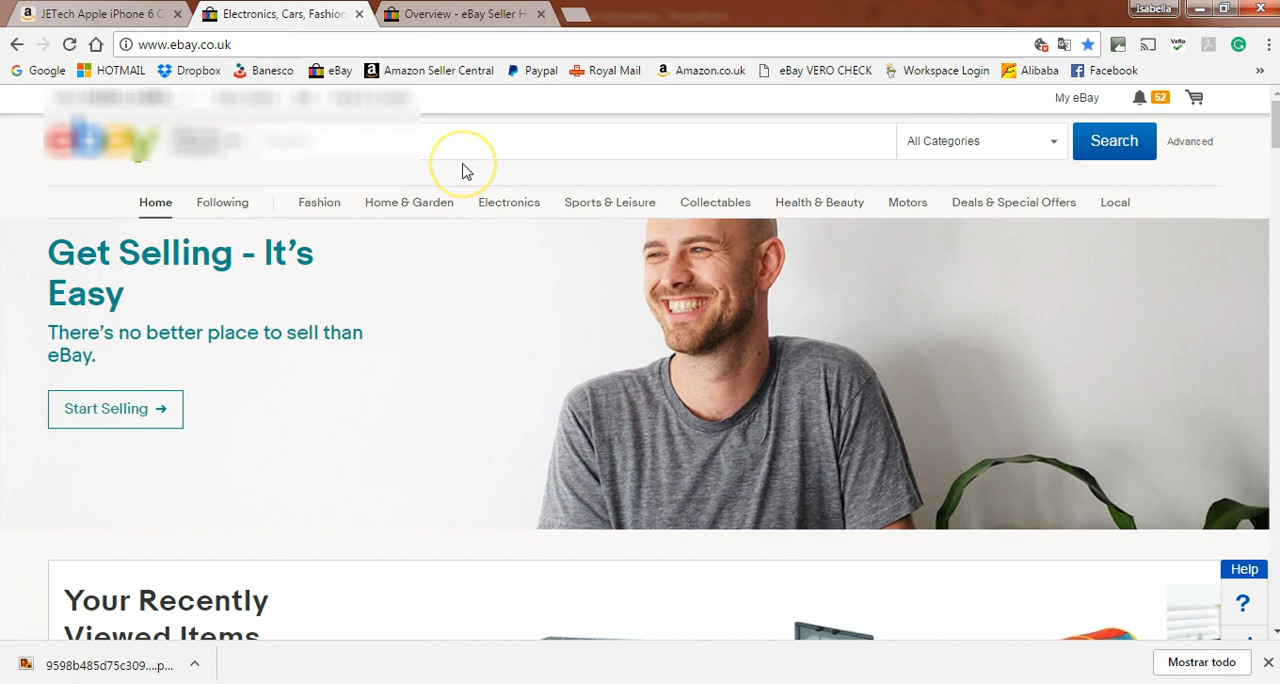 JETech Apple iPhone 6 C
Electronics, Cars, Fashion
Overview - eBay Seller H
isabella
www.ebay.co.uk
Google HOTMAIL Dropbox Banesco eBay Amazon Seller Central Paypal Royal Mail Amazon.co.uk eBay VERO CHECK Workspace Login Alibaba Facebook »
My eBay 52
ebay All Categories Search Advanced
Home Following Fashion Home & Garden Electronics Sports & Leisure Collectables Health & Beauty Motors Deals & Special Offers Local
Get Selling - It’s
Easy
There’s no better place to sell than
eBay.
Start Selling →
Help
?
Your Recently
Viewed Items
9598b485d75c309....p...
Mostrar todo